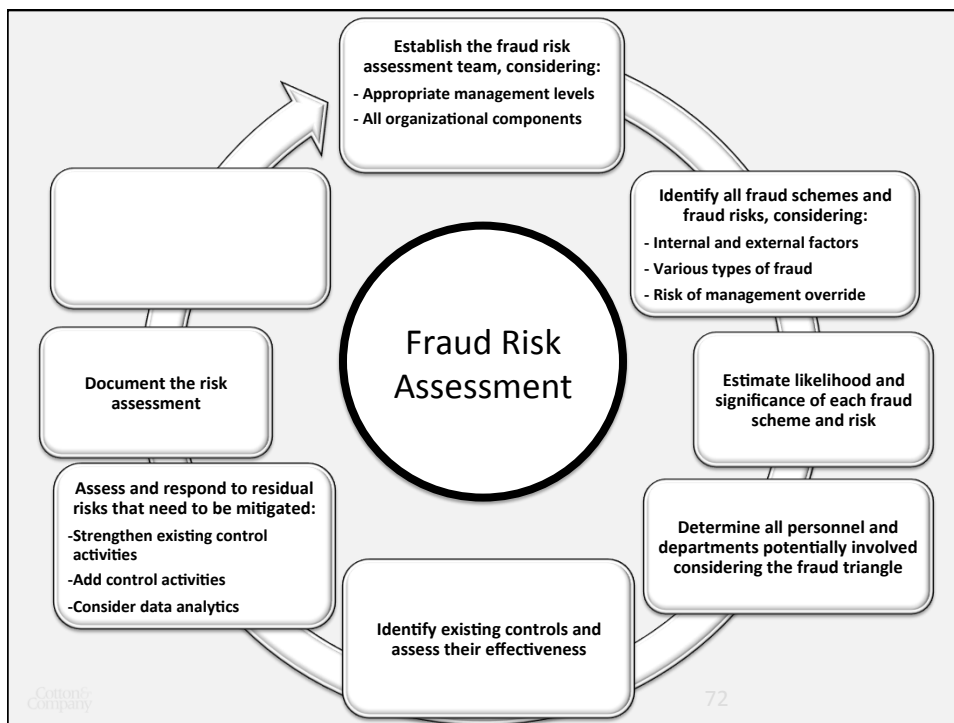 Establish the fraud risk
assessment team, considering:
- Appropriate management levels
- All organizational components
Identify all fraud schemes and
fraud risks, considering:
- Internal and external factors
- Various types of fraud
- Risk of management override
Estimate likelihood and
significance of each fraud
scheme and risk
Determine all personnel and
departments potentially involved
considering the fraud triangle
Identify existing controls and
assess their effectiveness
Assess and respond to residual
risks that need to be mitigated:
-Strengthen existing control
activities
-Add control activities
-Consider data analytics
Document the risk
assessment
Fraud Risk
Assessment
Cotton&
Company
72